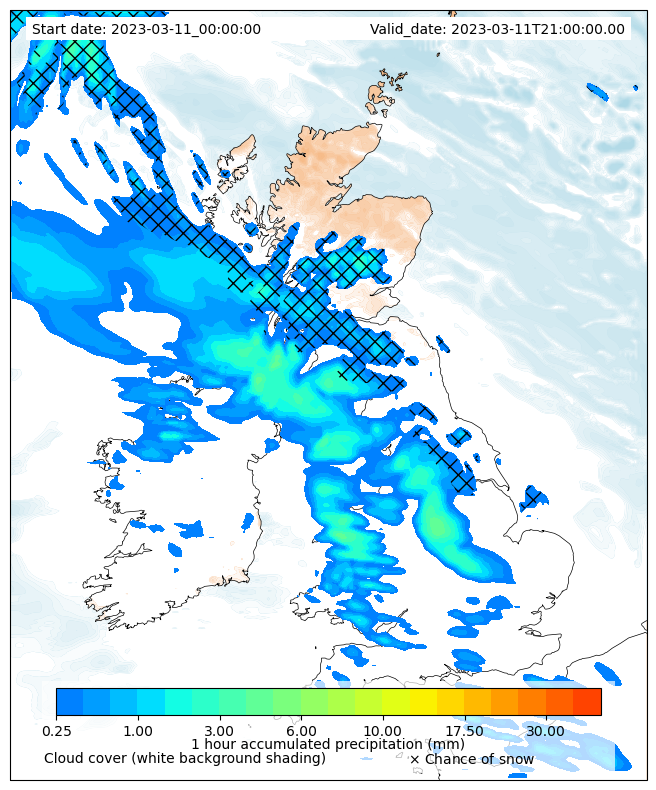 Start date: 2023-03-11_00:00:00 Valid_date: 2023-03-11T21:00:00.00
0.25 1.00 3.00 6.00 10.00 17.50 30.00
1 hour accumulated precipitation (mm)
Cloud cover (white background shading) × Chance of snow